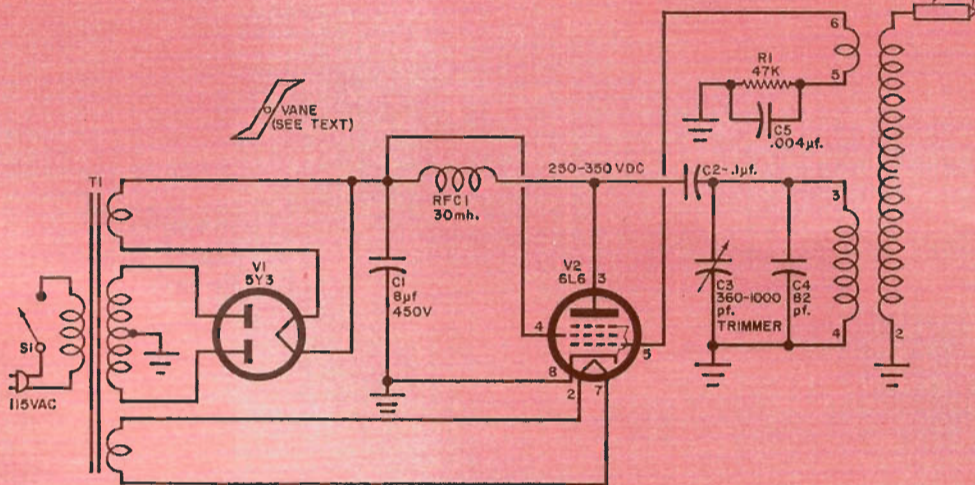 6
R1
47K
5
C5
.004µf.
VANE
(SEE TEXT)
T1
250-350 VDC
C2-.1µf.
RFC1
30mh.
3
V1
5Y3
C1
8µf
450V
V2
6L6
3
C3
360-1000
pf.
TRIMMER
C4
82
pf.
4
5
S1
8
2
7
4
2
115VAC